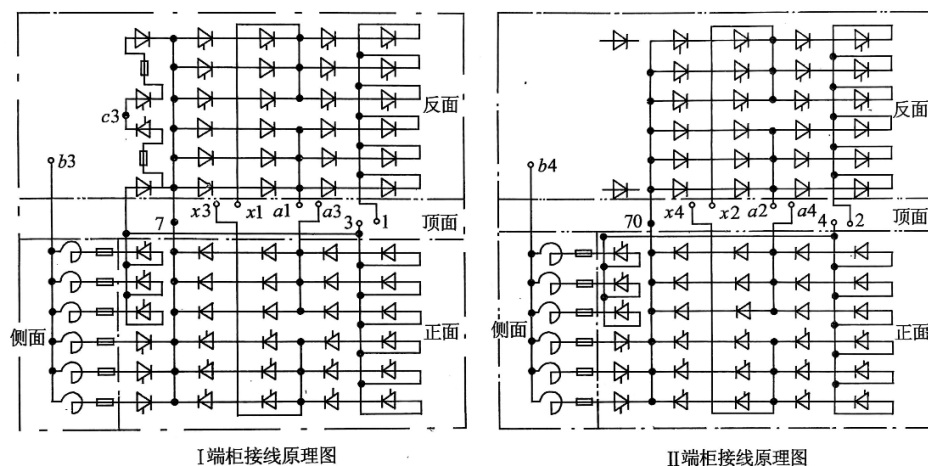 反面
c3
b3
x3 x1 a1 a3
7 3 1
顶面
侧面
正面
I端柜接线原理图
反面
b4
x4 x2 a2 a4
70 4 2
顶面
侧面
正面
II端柜接线原理图